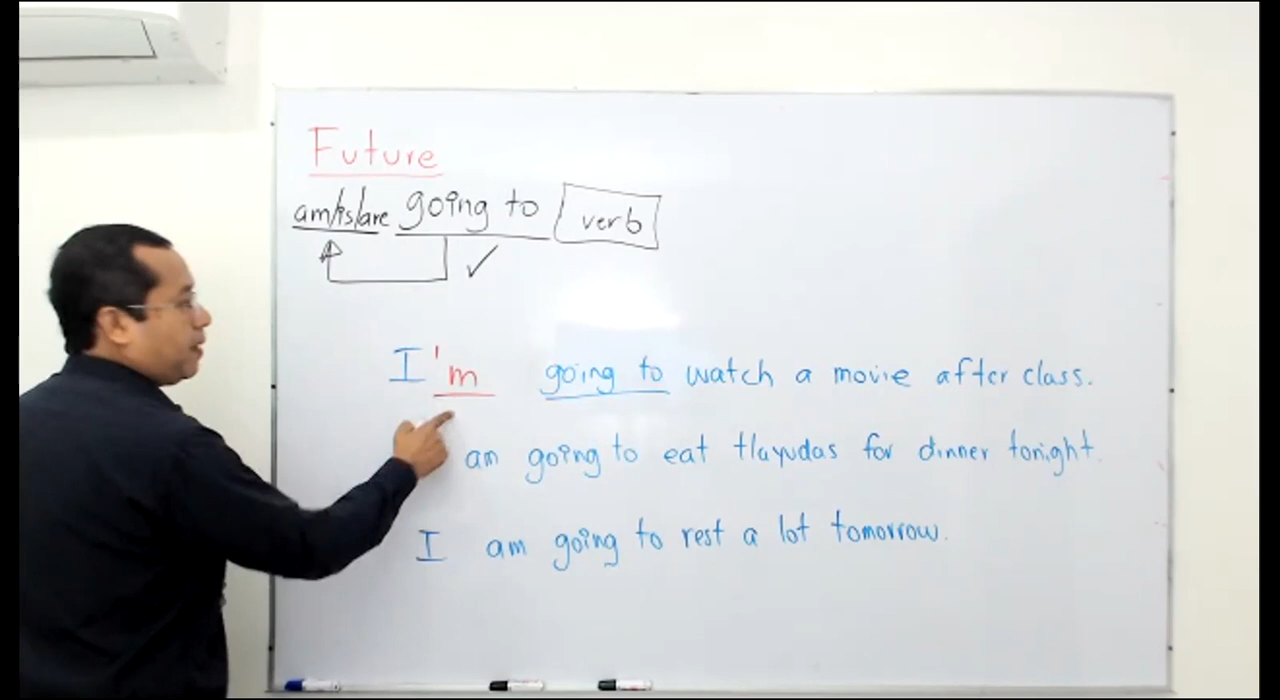 Future
am/is/are going to verb
I'm going to watch a movie after class.
am going to eat tlayudas for dinner tonight.
I am going to rest a lot tomorrow.